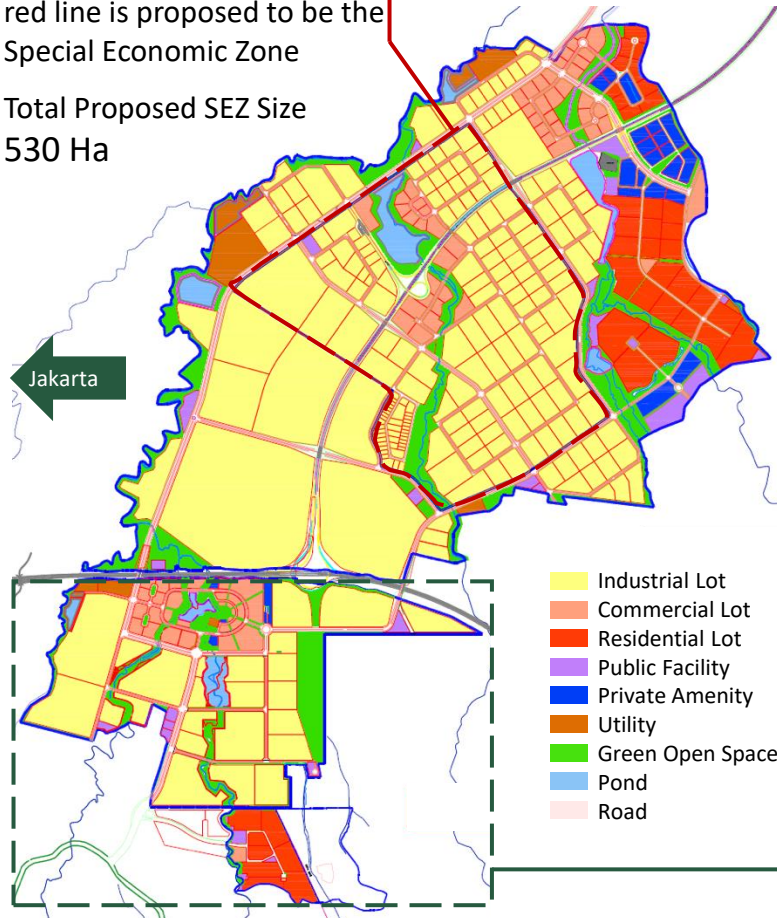 red line is proposed to be the
Special Economic Zone
Total Proposed SEZ Size
530 Ha
Jakarta
Industrial Lot
Commercial Lot
Residential Lot
Public Facility
Private Amenity
Utility
Green Open Space
Pond
Road